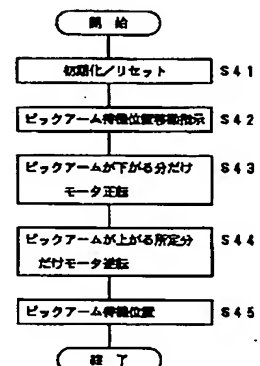 開 始
初期化/リセット S41
ピックアーム待機位置移動指示 S42
ピックアームが下がる分だけ S43
モータ正転
ピックアームが上がる所定分 S44
だけモータ逆転
ピックアーム待機位置 S45
終 了